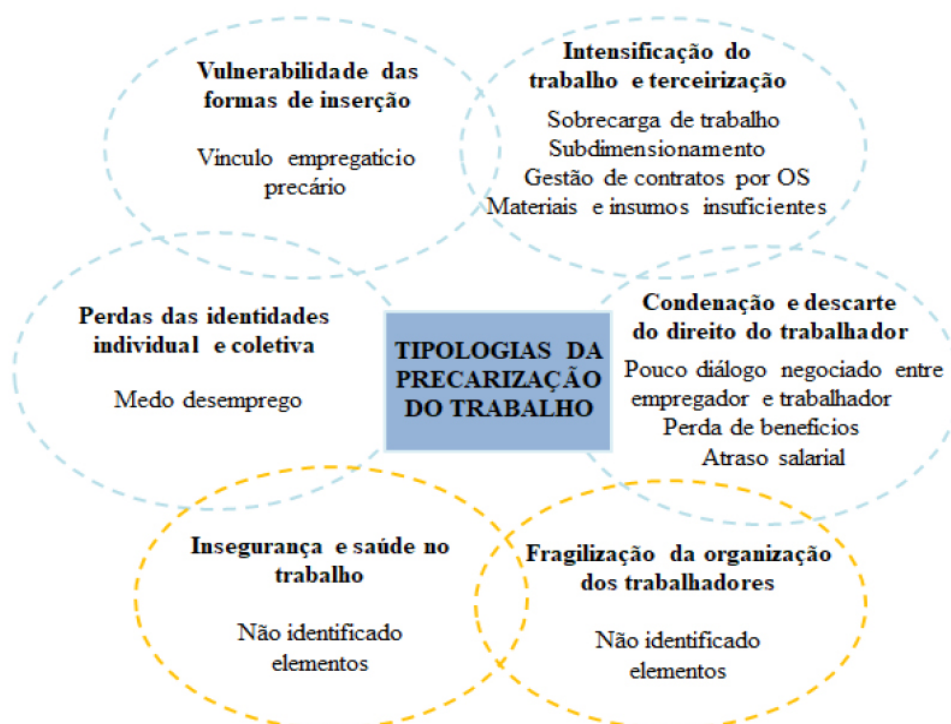 Vulnerabilidade das
formas de inserção
Vínculo empregatício
precário
Intensificação do
trabalho e terceirização
Sobrecarga de trabalho
Subdimensionamento
Gestão de contratos por OS
Materiais e insumos insuficientes
Perdas das identidades
individual e coletiva
Medo desemprego
TIPOLOGIAS DA
PRECARIZAÇÃO
DO TRABALHO
Condenação e descarte
do direito do trabalhador
Pouco diálogo negociado entre
empregador e trabalhador
Perda de benefícios
Atraso salarial
Insegurança e saúde no
trabalho
Não identificado
elementos
Fragilização da organização
dos trabalhadores
Não identificado
elementos